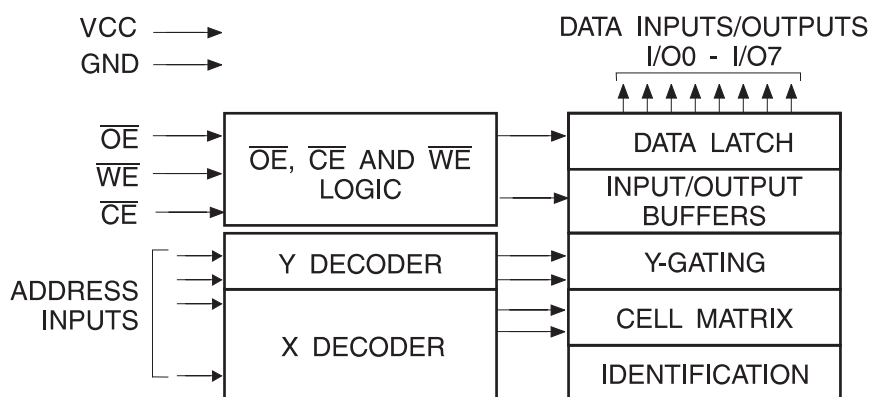 VCC
GND
DATA INPUTS/OUTPUTS
I/O0 - I/O7
OE
WE
CE
OE, CE AND WE
LOGIC
DATA LATCH
INPUT/OUTPUT
BUFFERS
ADDRESS
INPUTS
Y DECODER
X DECODER
Y-GATING
CELL MATRIX
IDENTIFICATION